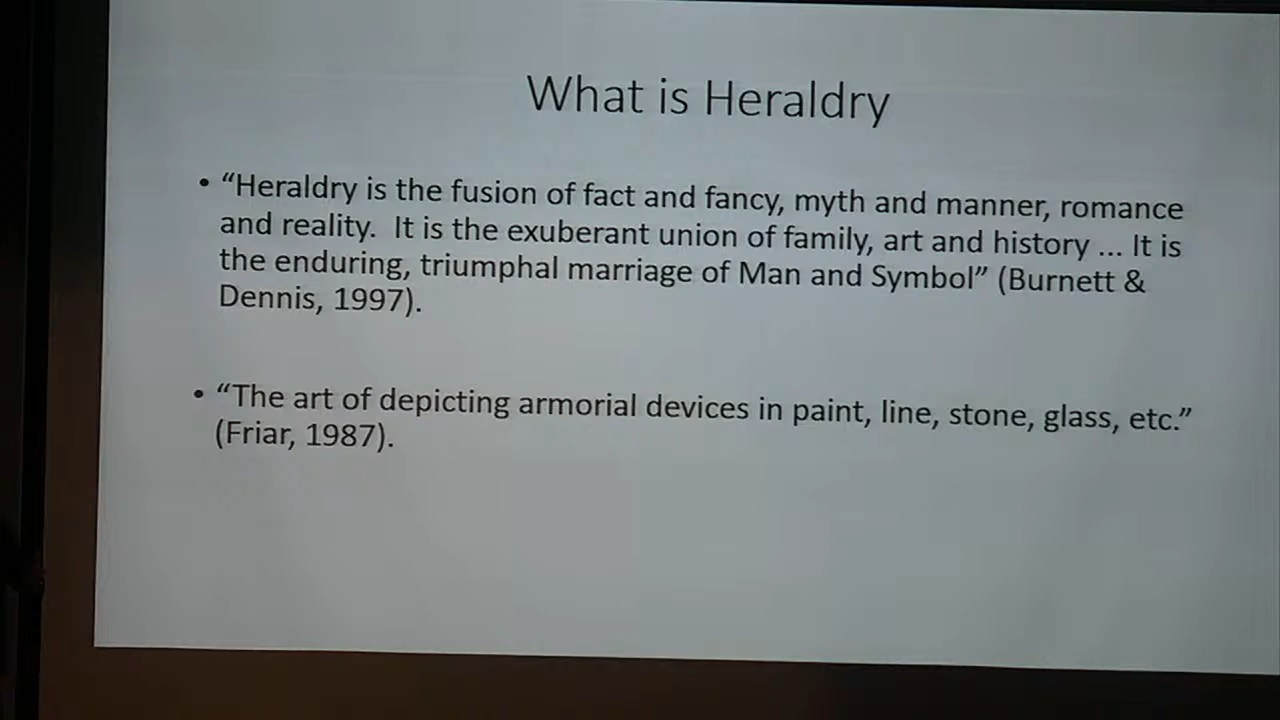 What is Heraldry
• “Heraldry is the fusion of fact and fancy, myth and manner, romance
and reality.  It is the exuberant union of family, art and history ... It is
the enduring, triumphal marriage of Man and Symbol” (Burnett &
Dennis, 1997).
• “The art of depicting armorial devices in paint, line, stone, glass, etc.”
(Friar, 1987).